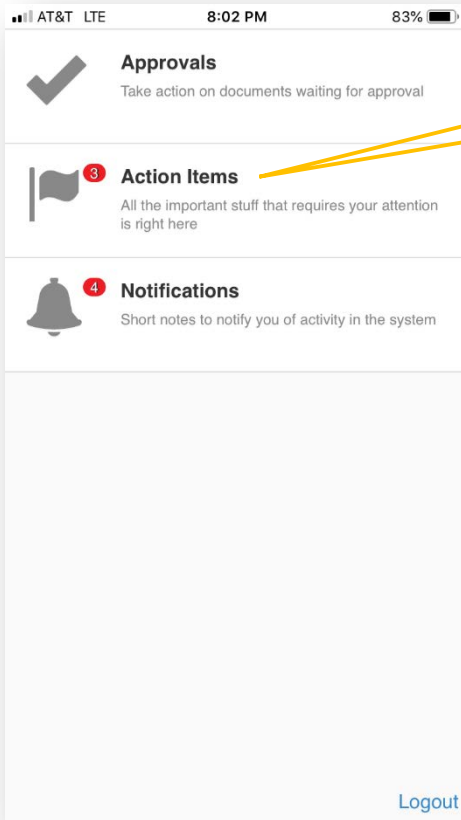 AT&T LTE 8:02 PM 83%
Approvals
Take action on documents waiting for approval
3
Action Items
All the important stuff that requires your attention
is right here
4
Notifications
Short notes to notify you of activity in the system
Logout